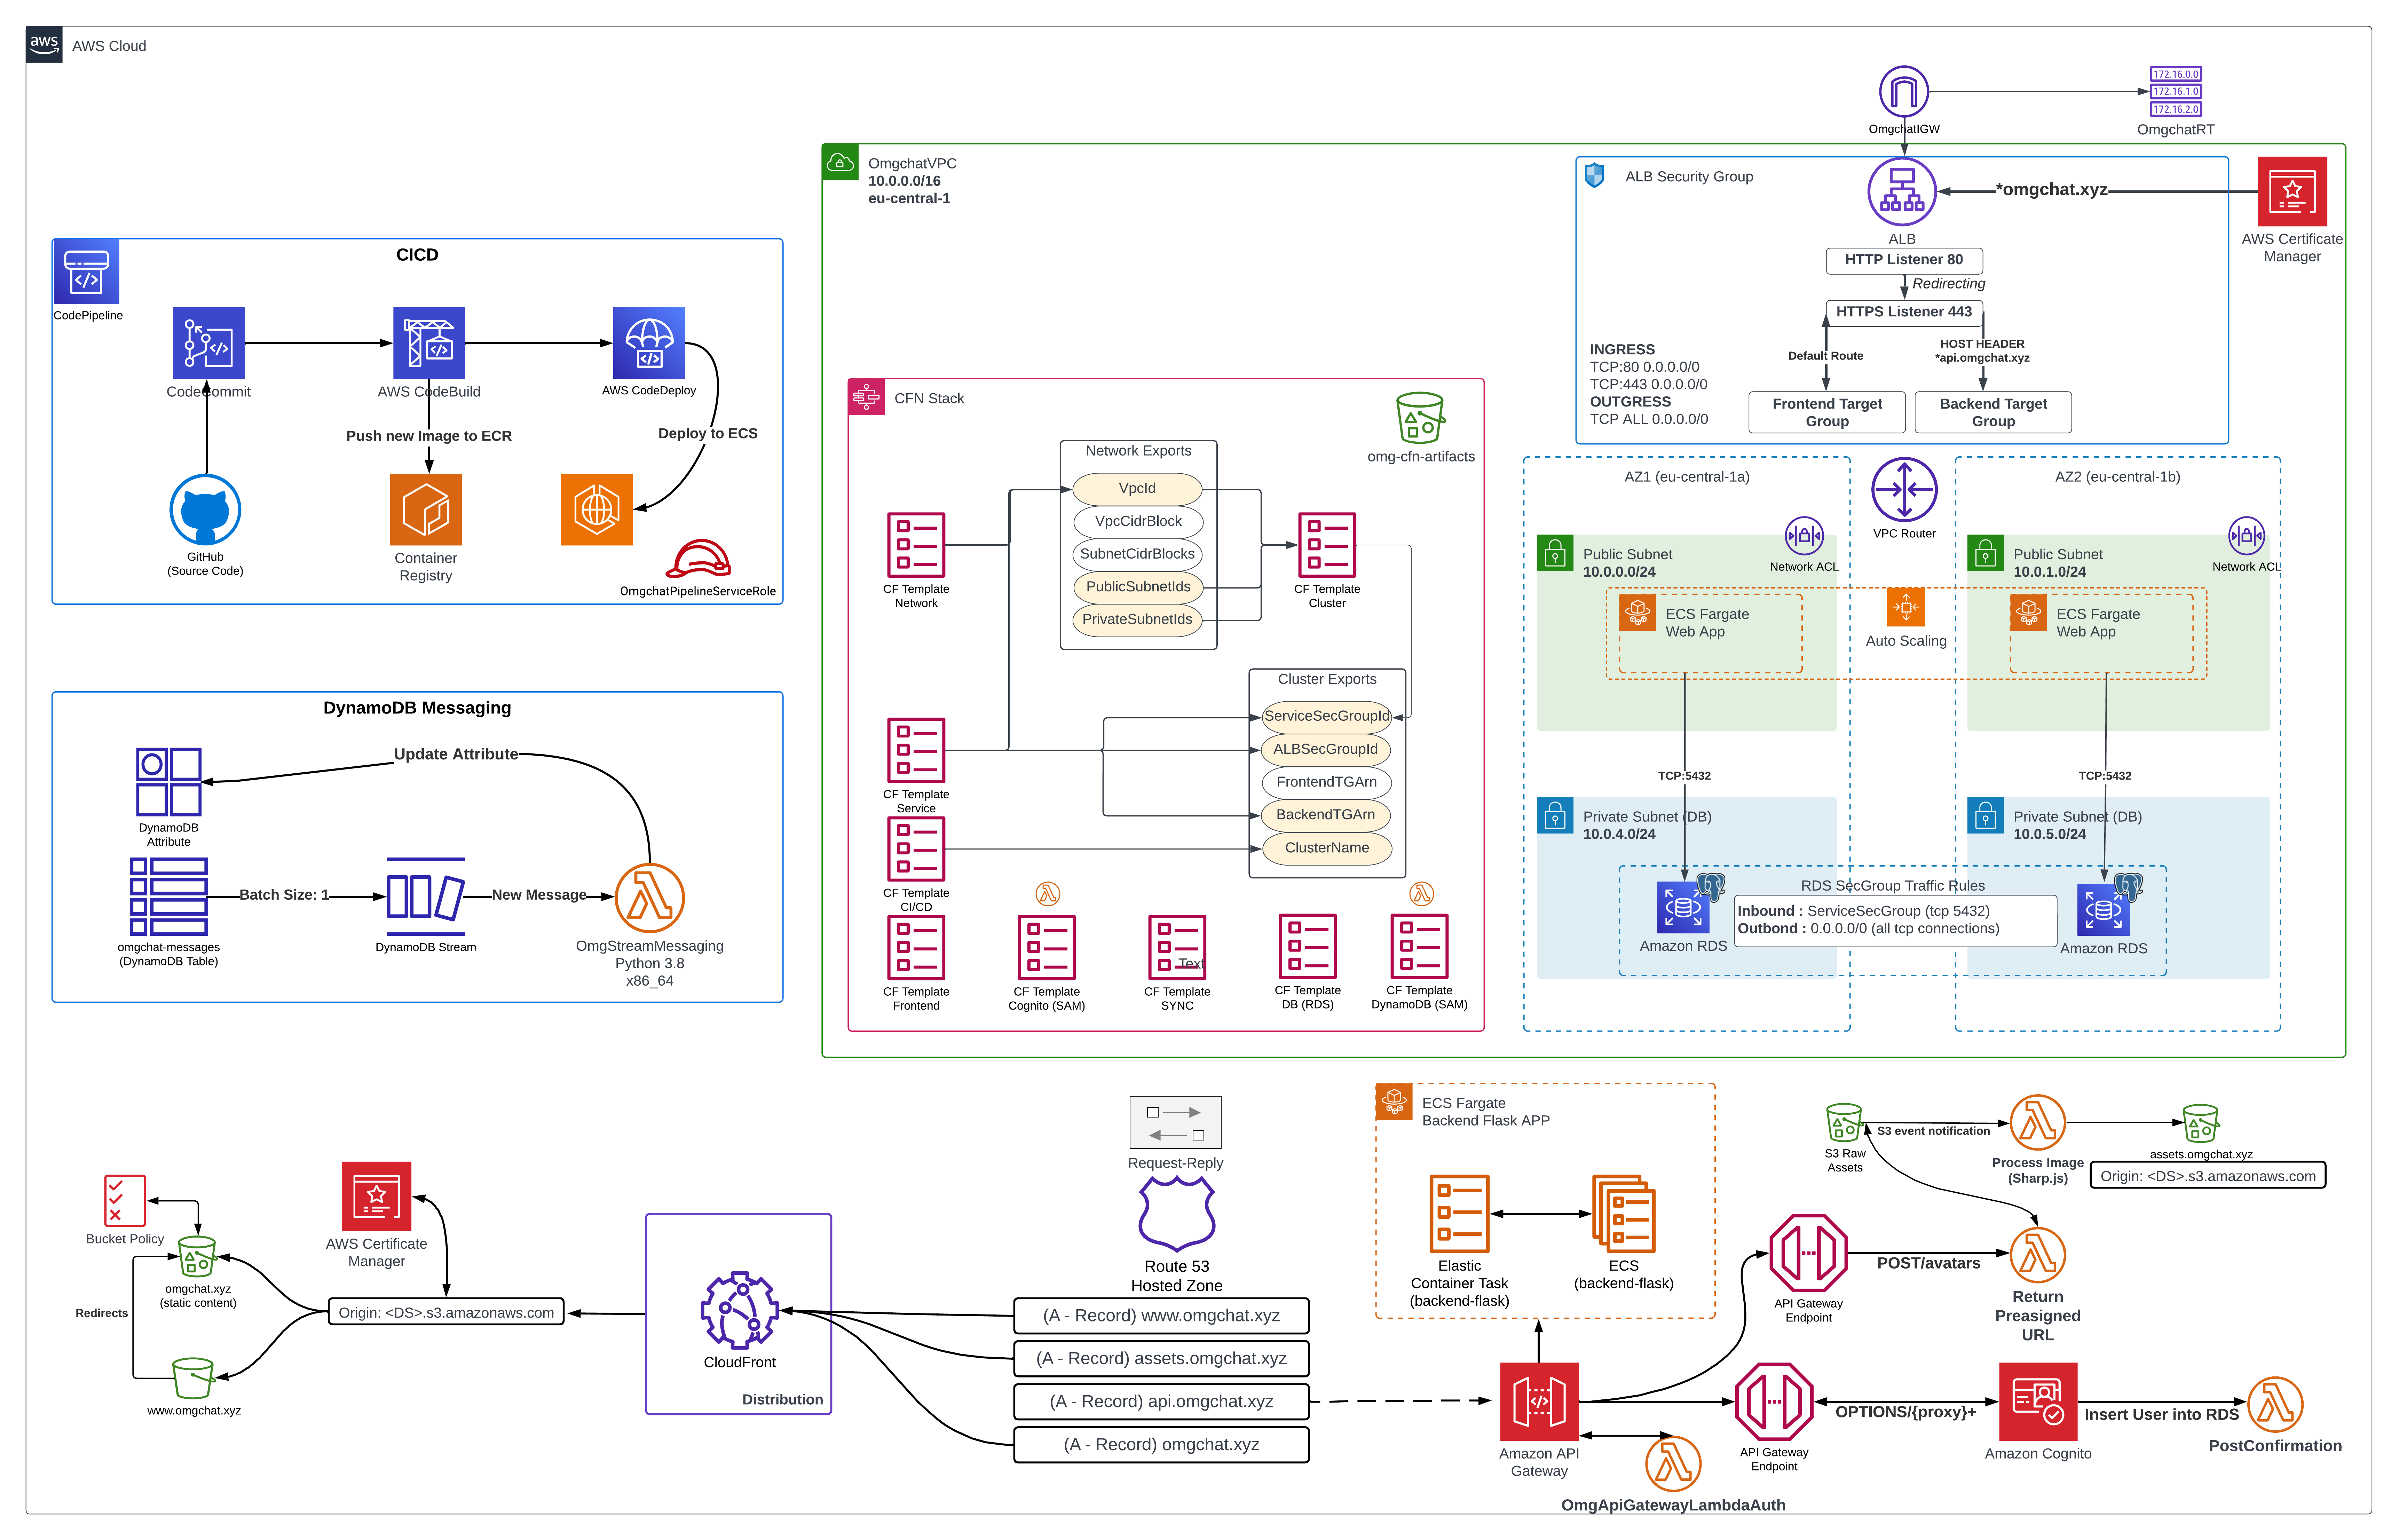 aws
AWS Cloud
OmgchatIGW
172.16.0.0
172.16.1.0
172.16.2.0
OmgchatRT
OmgchatVPC
10.0.0.0/16
eu-central-1
ALB Security Group
*omgchat.xyz
AWS Certificate
Manager
ALB
HTTP Listener 80
Redirecting
HTTPS Listener 443
Default Route
HOST HEADER
*api.omgchat.xyz
INGRESS
TCP:80 0.0.0.0/0
TCP:443 0.0.0.0/0
OUTGRESS
TCP ALL 0.0.0.0/0
Frontend Target
Group
Backend Target
Group
CICD
CodePipeline
CodeCommit
AWS CodeBuild
AWS CodeDeploy
Push new Image to ECR
Deploy to ECS
GitHub
(Source Code)
Container
Registry
OmgchatPipelineServiceRole
CFN Stack
omg-cfn-artifacts
Network Exports
VpcId
VpcCidrBlock
SubnetCidrBlocks
PublicSubnetIds
PrivateSubnetIds
CF Template
Network
CF Template
Cluster
Cluster Exports
ServiceSecGroupId
ALBSecGroupId
FrontendTGArn
BackendTGArn
ClusterName
CF Template
Service
CF Template
CI/CD
CF Template
Frontend
CF Template
Cognito (SAM)
Text
CF Template
SYNC
CF Template
DB (RDS)
CF Template
DynamoDB (SAM)
AZ1 (eu-central-1a)
VPC Router
AZ2 (eu-central-1b)
Public Subnet
10.0.0.0/24
Network ACL
Public Subnet
10.0.1.0/24
Network ACL
ECS Fargate
Web App
Auto Scaling
ECS Fargate
Web App
TCP:5432
TCP:5432
Private Subnet (DB)
10.0.4.0/24
Private Subnet (DB)
10.0.5.0/24
RDS SecGroup Traffic Rules
Inbound : ServiceSecGroup (tcp 5432)
Outbond : 0.0.0.0/0 (all tcp connections)
Amazon RDS
Amazon RDS
DynamoDB Messaging
Update Attribute
DynamoDB
Attribute
Batch Size: 1
New Message
omgchat-messages
(DynamoDB Table)
DynamoDB Stream
OmgStreamMessaging
Python 3.8
x86_64
Bucket Policy
AWS Certificate
Manager
omgchat.xyz
(static content)
Redirects
www.omgchat.xyz
Origin: <DS>.s3.amazonaws.com
CloudFront
Distribution
Request-Reply
Route 53
Hosted Zone
(A - Record) www.omgchat.xyz
(A - Record) assets.omgchat.xyz
(A - Record) api.omgchat.xyz
(A - Record) omgchat.xyz
ECS Fargate
Backend Flask APP
Elastic
Container Task
(backend-flask)
ECS
(backend-flask)
Amazon API
Gateway
OmgApiGatewayLambdaAuth
S3 Raw
Assets
S3 event notification
Process Image
(Sharp.js)
assets.omgchat.xyz
Origin: <DS>.s3.amazonaws.com
API Gateway
Endpoint
POST/avatars
Return
Preasigned
URL
API Gateway
Endpoint
OPTIONS/{proxy}+
Amazon Cognito
Insert User into RDS
PostConfirmation